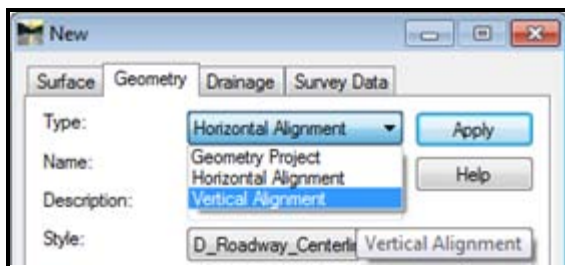 New
Surface Geometry Drainage Survey Data
Type: Horizontal Alignment Apply
Geometry Project
Name: Horizontal Alignment Help
Description: Vertical Alignment
Style: D_Roadway_Centerlin Vertical Alignment